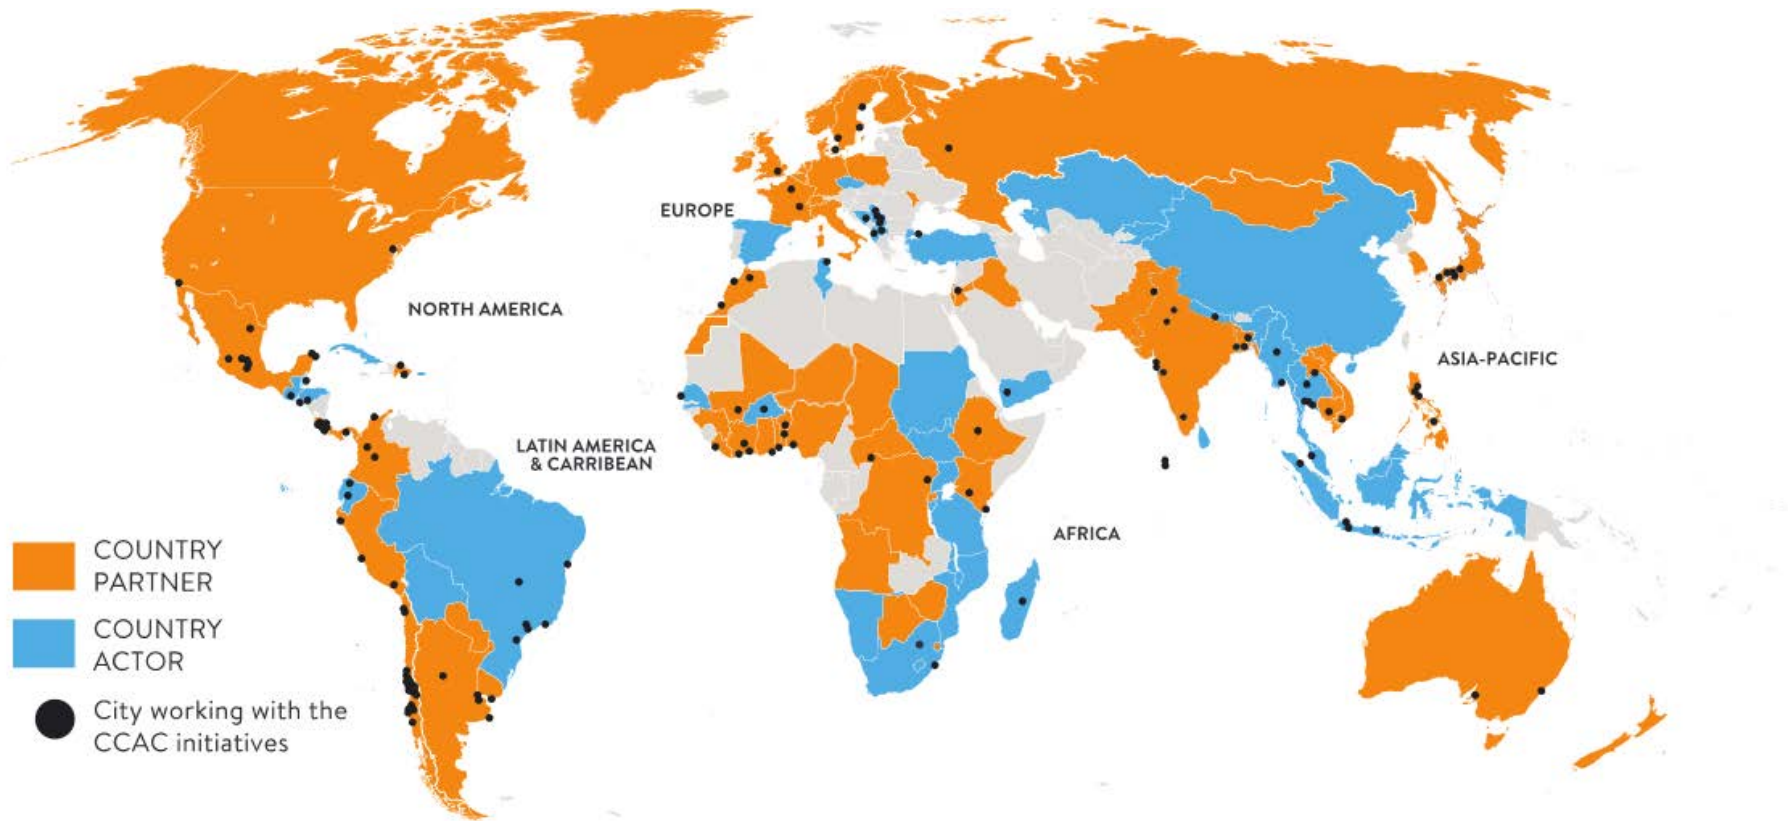 EUROPE
NORTH AMERICA
ASIA-PACIFIC
LATIN AMERICA
& CARRIBEAN
AFRICA
COUNTRY
PARTNER
COUNTRY
ACTOR
City working with the
CCAC initiatives